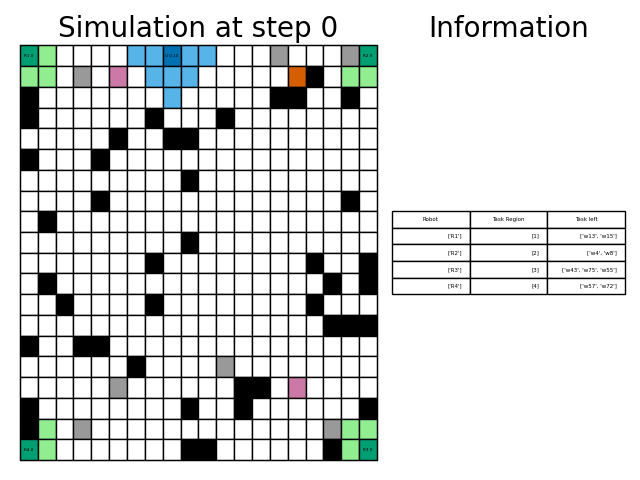 Simulation at step 0
Information
Robot Task Region Task left
['R1'] [1] ['w13', 'w15']
['R2'] [2] ['w4', 'w8']
['R3'] [3] ['w43', 'w75', 'w55']
['R4'] [4] ['w57', 'w72']